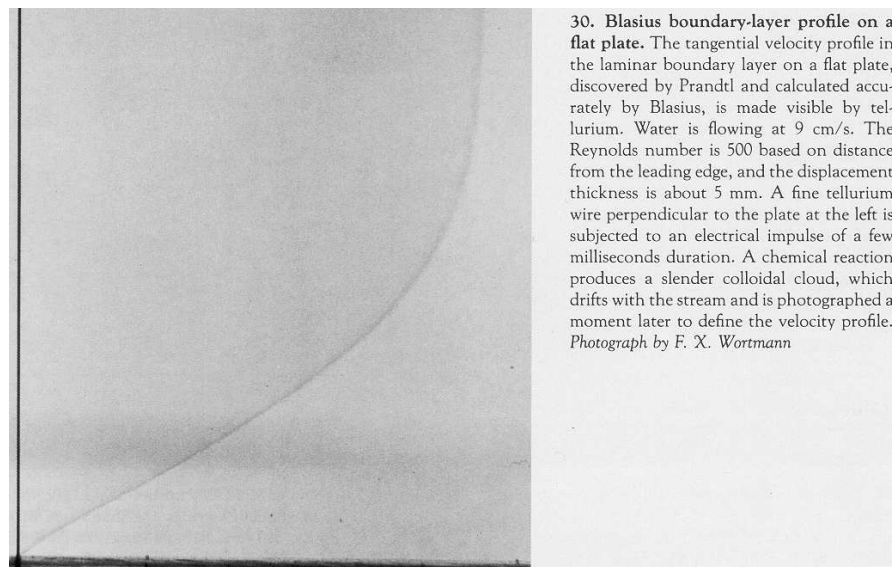 30. Blasius boundary-layer profile on a
flat plate. The tangential velocity profile in
the laminar boundary layer on a flat plate,
discovered by Prandtl and calculated accu-
rately by Blasius, is made visible by tel-
lurium. Water is flowing at 9 cm/s. The
Reynolds number is 500 based on distance
from the leading edge, and the displacement
thickness is about 5 mm. A fine tellurium
wire perpendicular to the plate at the left is
subjected to an electrical impulse of a few
milliseconds duration. A chemical reaction
produces a slender colloidal cloud, which
drifts with the stream and is photographed a
moment later to define the velocity profile.
Photograph by F. X. Wortmann